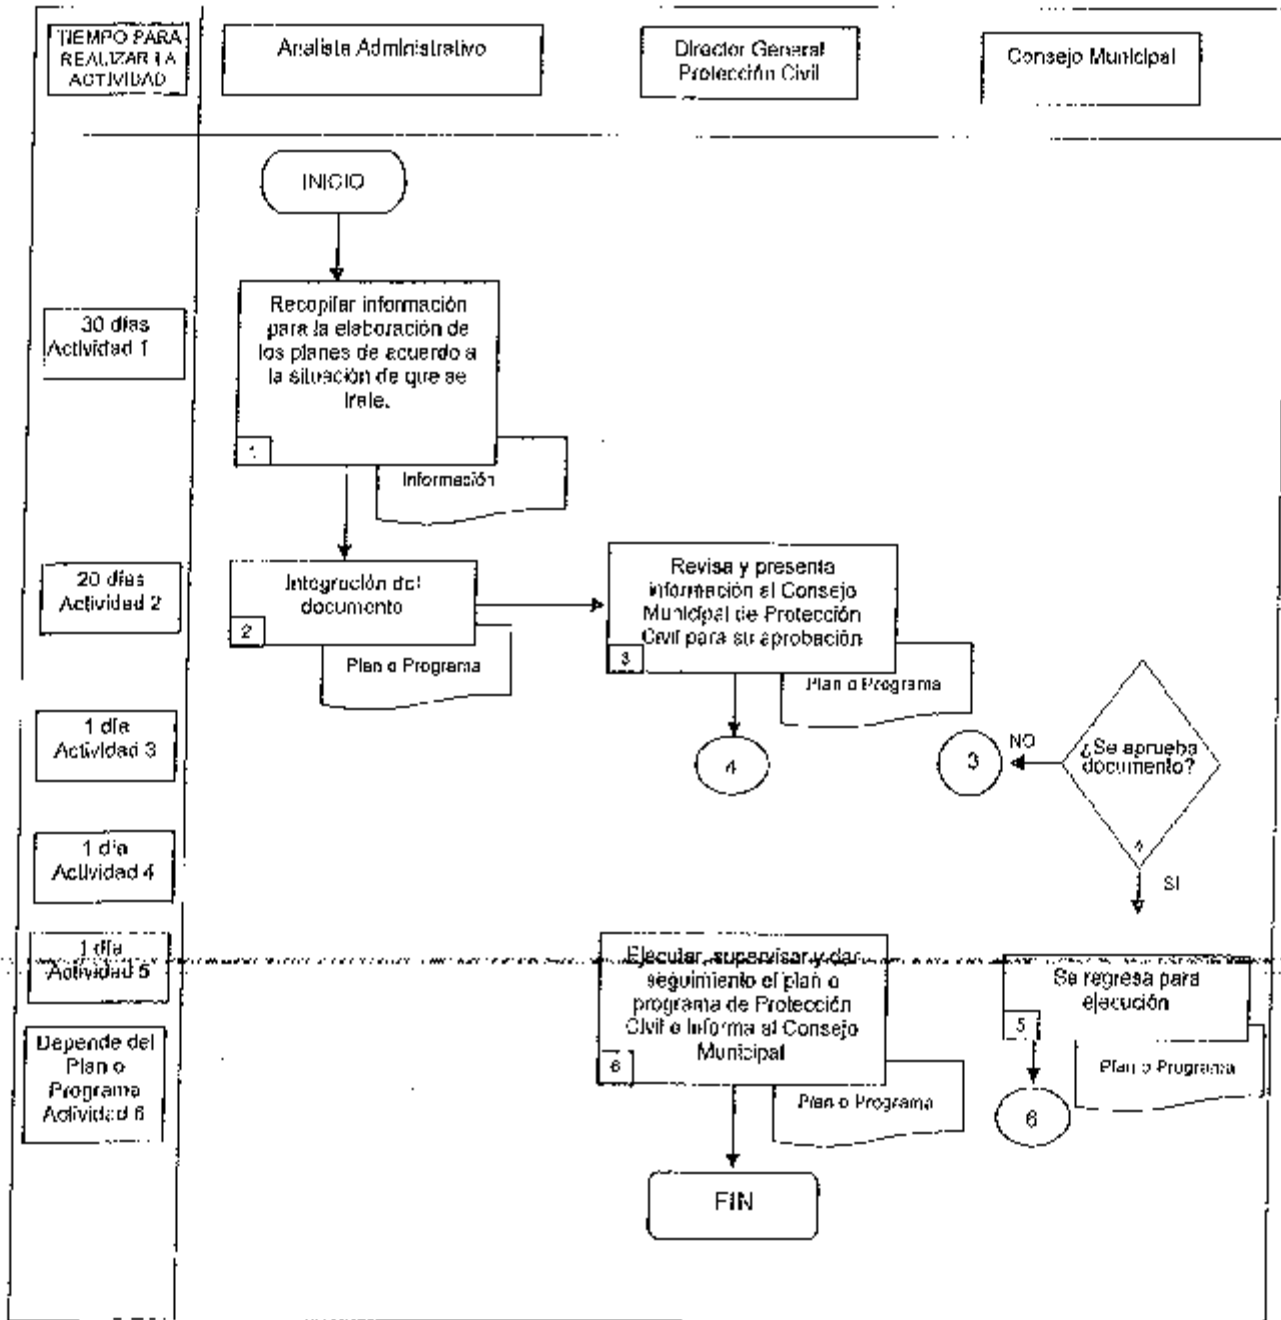 TIEMPO PARA
REALIZAR LA
ACTIVIDAD
Analista Administrativo
Director General
Protección Civil
Consejo Municipal
INICIO
30 días
Actividad 1
Recopilar información
para la elaboración de
los planes de acuerdo a
la situación de que se
trate.
1
Información
20 días
Actividad 2
Integración del
documento
2
Plan o Programa
Revisa y presenta
información al Consejo
Municipal de Protección
Civil para su aprobación
3
Plan o Programa
1 día
Actividad 3
4
3
NO
¿Se aprueba
documento?
4
SI
1 día
Actividad 4
1 día
Actividad 5
Ejecutar, supervisar y dar
seguimiento el plan o
programa de Protección
Civil e Informa al Consejo
Municipal
6
Plan o Programa
Se regresa para
ejecución
5
Plan o Programa
6
Depende del
Plan o
Programa
Actividad 6
FIN